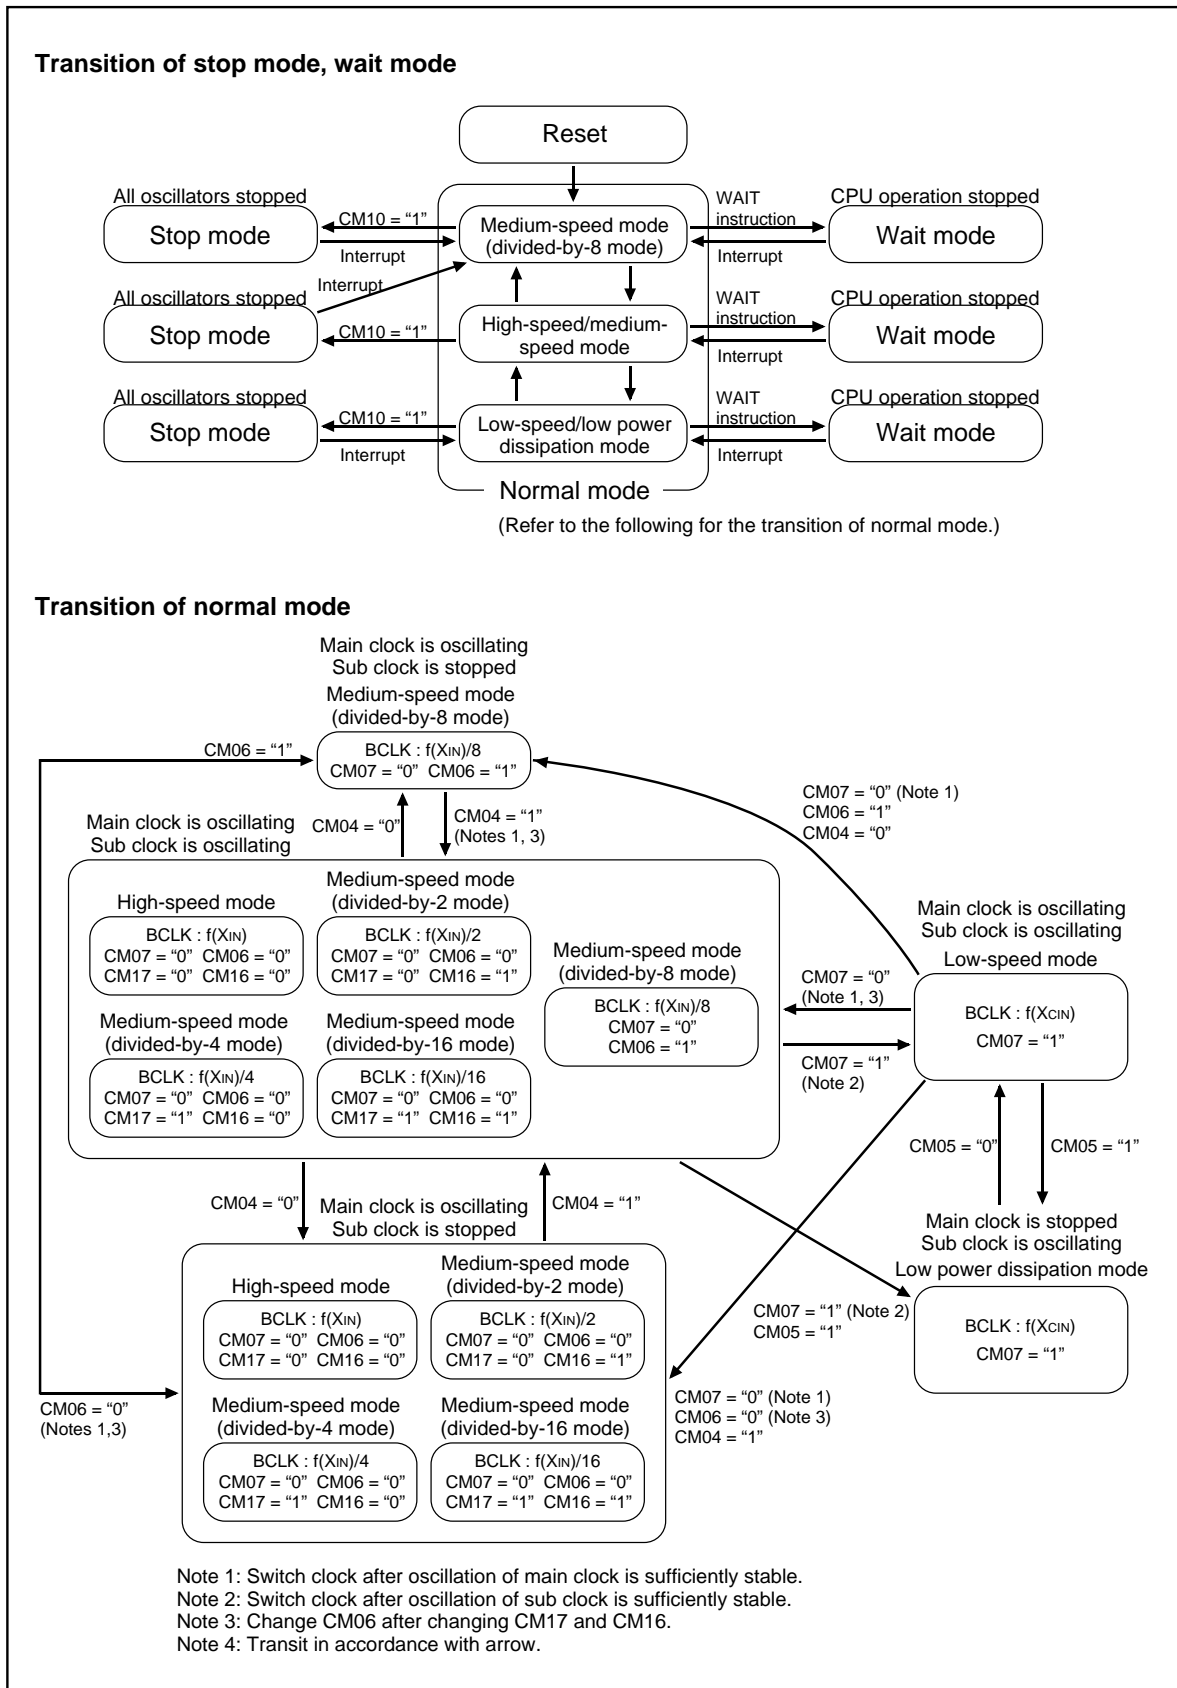 Transition of stop mode, wait mode
Reset
All oscillators stopped
Stop mode
CM10 = “1”
Interrupt
Medium-speed mode
(divided-by-8 mode)
WAIT
instruction
Interrupt
CPU operation stopped
Wait mode
Interrupt
All oscillators stopped
Stop mode
CM10 = “1”
High-speed/medium-
speed mode
WAIT
instruction
Interrupt
CPU operation stopped
Wait mode
All oscillators stopped
Stop mode
CM10 = “1”
Interrupt
Low-speed/low power
dissipation mode
WAIT
instruction
Interrupt
CPU operation stopped
Wait mode
Normal mode
(Refer to the following for the transition of normal mode.)
Transition of normal mode
Main clock is oscillating
Sub clock is stopped
Medium-speed mode
(divided-by-8 mode)
BCLK : f(XIN)/8
CM07 = “0” CM06 = “1”
CM06 = “1”
CM04 = “0”
CM04 = “1”
(Notes 1, 3)
CM07 = “0” (Note 1)
CM06 = “1”
CM04 = “0”
Main clock is oscillating
Sub clock is oscillating
High-speed mode
BCLK : f(XIN)
CM07 = “0” CM06 = “0”
CM17 = “0” CM16 = “0”
Medium-speed mode
(divided-by-2 mode)
BCLK : f(XIN)/2
CM07 = “0” CM06 = “0”
CM17 = “0” CM16 = “1”
Medium-speed mode
(divided-by-8 mode)
BCLK : f(XIN)/8
CM07 = “0”
CM06 = “1”
Medium-speed mode
(divided-by-4 mode)
BCLK : f(XIN)/4
CM07 = “0” CM06 = “0”
CM17 = “1” CM16 = “0”
Medium-speed mode
(divided-by-16 mode)
BCLK : f(XIN)/16
CM07 = “0” CM06 = “0”
CM17 = “1” CM16 = “1”
CM07 = “0”
(Note 1, 3)
CM07 = “1”
(Note 2)
Main clock is oscillating
Sub clock is oscillating
Low-speed mode
BCLK : f(XCIN)
CM07 = “1”
CM05 = “0”
CM05 = “1”
Main clock is stopped
Sub clock is oscillating
Low power dissipation mode
BCLK : f(XCIN)
CM07 = “1”
CM07 = “1” (Note 2)
CM05 = “1”
CM04 = “0”
Main clock is oscillating
Sub clock is stopped
CM04 = “1”
High-speed mode
BCLK : f(XIN)
CM07 = “0” CM06 = “0”
CM17 = “0” CM16 = “0”
Medium-speed mode
(divided-by-2 mode)
BCLK : f(XIN)/2
CM07 = “0” CM06 = “0”
CM17 = “0” CM16 = “1”
Medium-speed mode
(divided-by-4 mode)
BCLK : f(XIN)/4
CM07 = “0” CM06 = “0”
CM17 = “1” CM16 = “0”
Medium-speed mode
(divided-by-16 mode)
BCLK : f(XIN)/16
CM07 = “0” CM06 = “0”
CM17 = “1” CM16 = “1”
CM06 = “0”
(Notes 1,3)
CM07 = “0” (Note 1)
CM06 = “0” (Note 3)
CM04 = “1”
Note 1: Switch clock after oscillation of main clock is sufficiently stable.
Note 2: Switch clock after oscillation of sub clock is sufficiently stable.
Note 3: Change CM06 after changing CM17 and CM16.
Note 4: Transit in accordance with arrow.